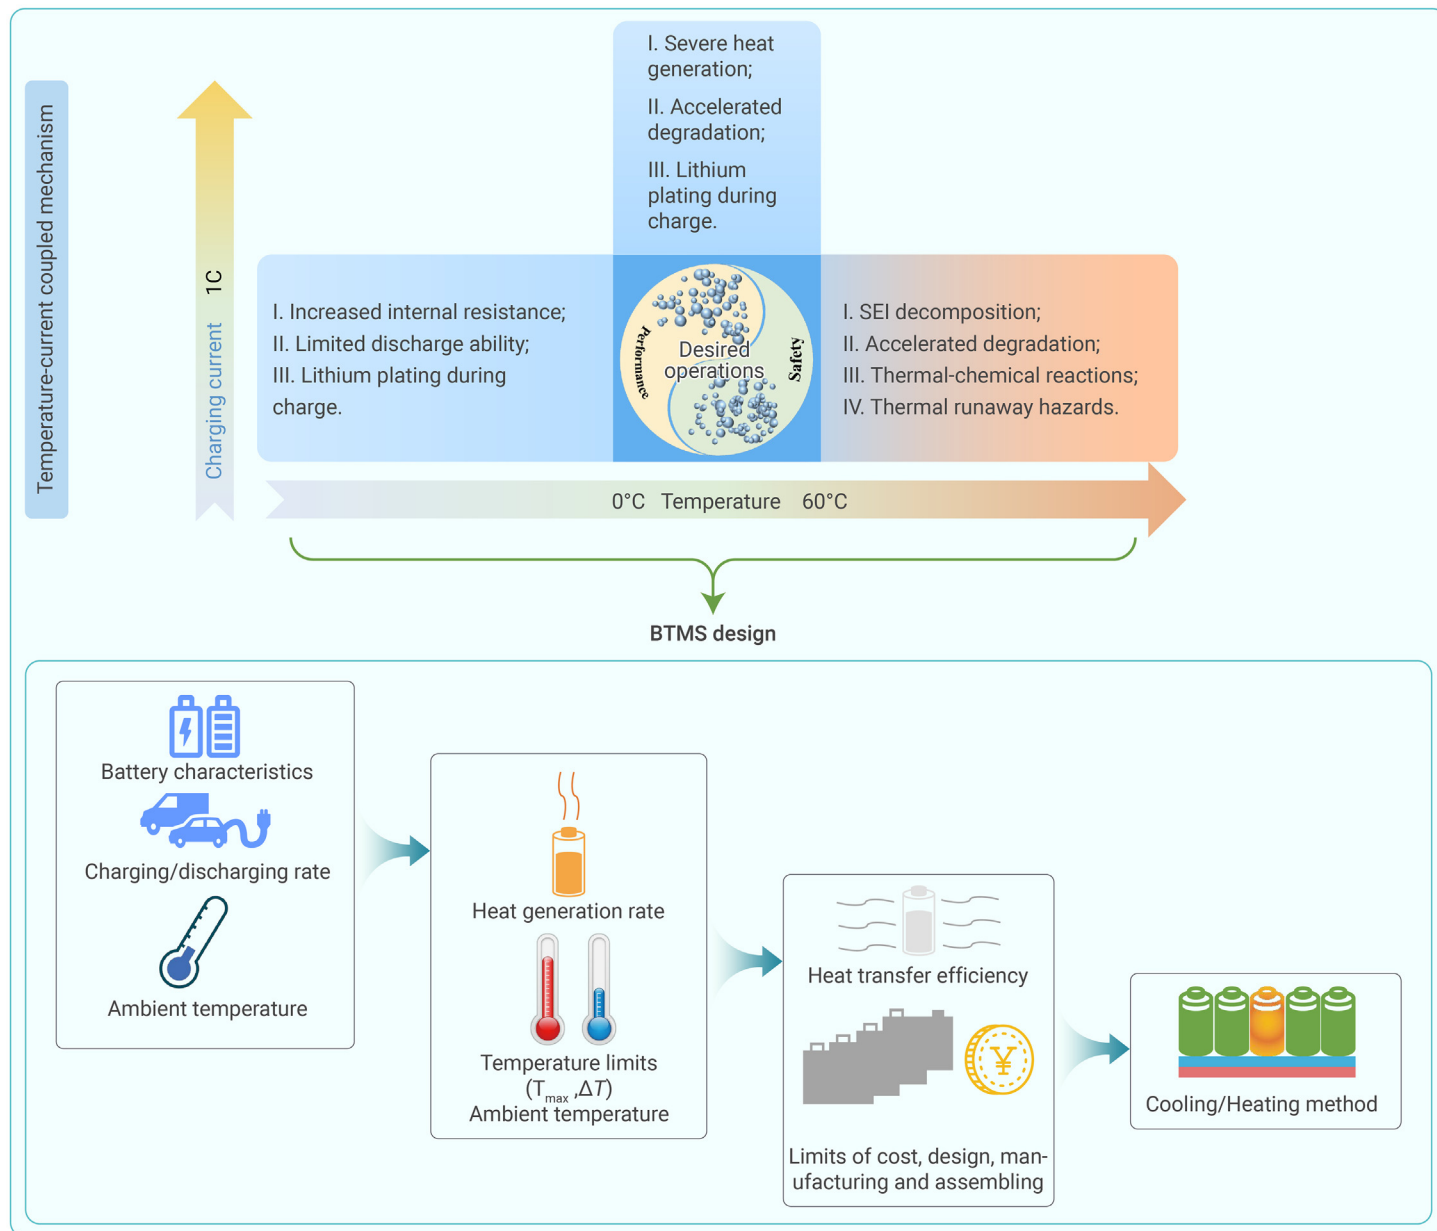 Temperature-current coupled mechanism
Charging current 1C
I. Severe heat
generation;
II. Accelerated
degradation;
III. Lithium
plating during
charge.
I. Increased internal resistance;
II. Limited discharge ability;
III. Lithium plating during
charge.
Performance
Desired
operations
Safety
I. SEI decomposition;
II. Accelerated degradation;
III. Thermal-chemical reactions;
IV. Thermal runaway hazards.
0°C Temperature 60°C
BTMS design
Battery characteristics
Charging/discharging rate
Ambient temperature
Heat generation rate
Temperature limits
(Tmax ,ΔT)
Ambient temperature
Heat transfer efficiency
¥
Limits of cost, design, man-
ufacturing and assembling
Cooling/Heating method